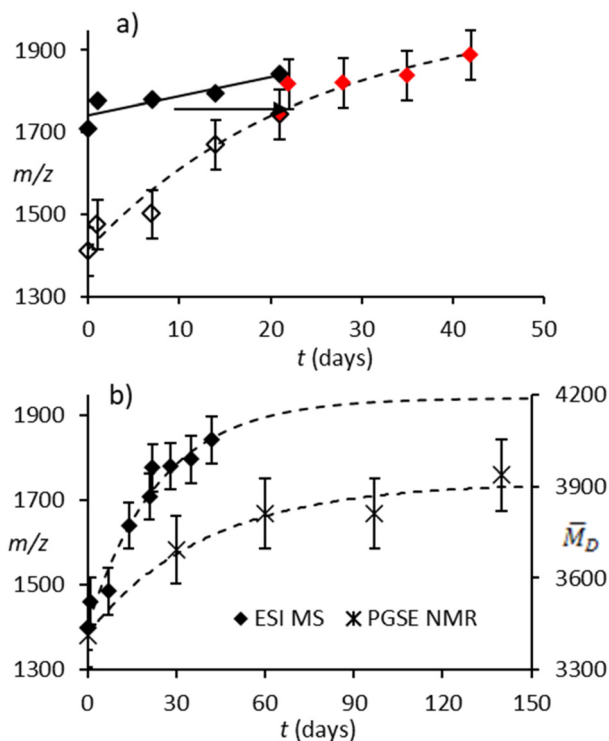 a)
1900
1700
m/z
1500
1300
0 10 20 30 40 50
t (days)
b)
1900 4200
1700 3900
m/z M̅_D
1500 3600
◆ ESI MS ✳ PGSE NMR
1300 3300
0 30 60 90 120 150
t (days)